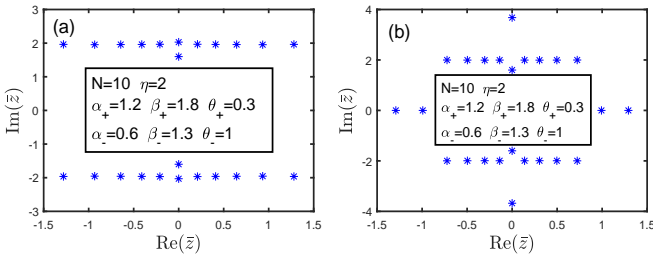 (a)
3
2
1
0
-1
-2
-3
Im(z̄)
N=10 η=2
α₊=1.2 β₊=1.8 θ₊=0.3
α₋=0.6 β₋=1.3 θ₋=1
-1.5 -1 -0.5 0 0.5 1 1.5
Re(z̄)
(b)
4
2
0
-2
-4
Im(z̄)
N=10 η=2
α₊=1.2 β₊=1.8 θ₊=0.3
α₋=0.6 β₋=1.3 θ₋=1
-1.5 -1 -0.5 0 0.5 1 1.5
Re(z̄)